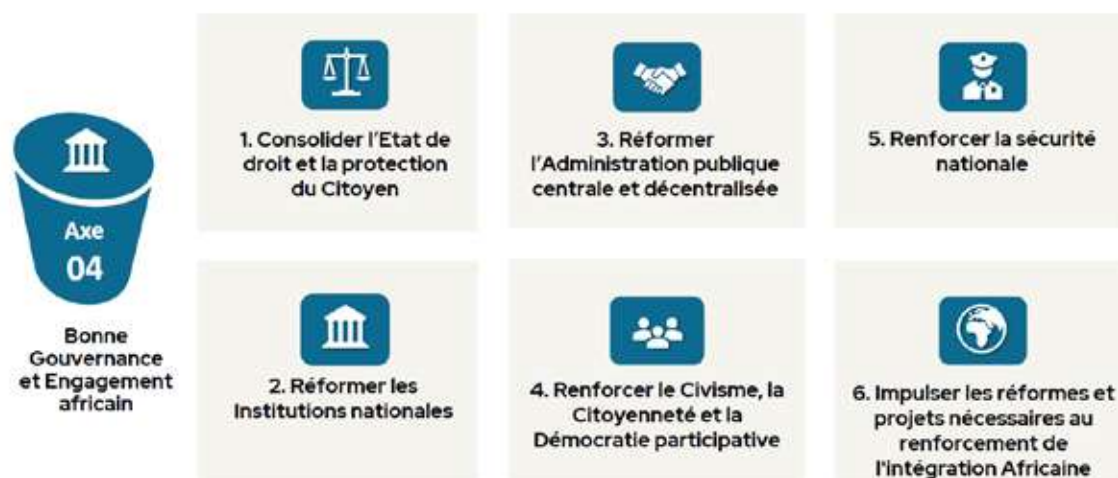 Axe
04
Bonne
Gouvernance
et Engagement
africain
1. Consolider l'Etat de
droit et la protection
du Citoyen
2. Réformer les
Institutions nationales
3. Réformer
l'Administration publique
centrale et décentralisée
4. Renforcer le Civisme, la
Citoyenneté et la
Démocratie participative
5. Renforcer la sécurité
nationale
6. Impulser les réformes et
projets nécessaires au
renforcement de
l'intégration Africaine